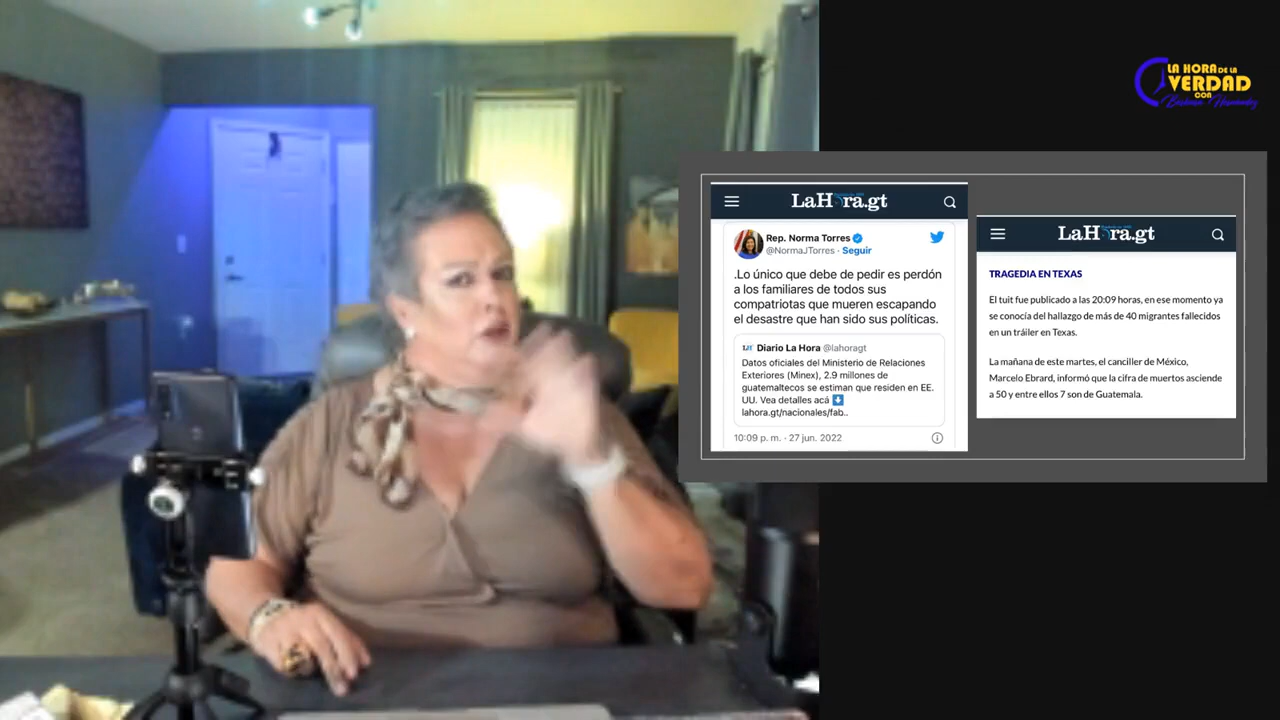 LA HORA DE LA
VERDAD
CON
LaHora.gt
Rep. Norma Torres
@NormaJTorres · Seguir
.Lo único que debe de pedir es perdón
a los familiares de todos sus
compatriotas que mueren escapando
el desastre que han sido sus políticas.
Diario La Hora @lahoragt
Datos oficiales del Ministerio de Relaciones
Exteriores (Minex), 2.9 millones de
guatemaltecos se estiman que residen en EE.
UU. Vea detalles acá ⬇
lahora.gt/nacionales/fab..
10:09 p. m. · 27 jun. 2022
LaHora.gt
TRAGEDIA EN TEXAS
El tuit fue publicado a las 20:09 horas, en ese momento ya
se conocía del hallazgo de más de 40 migrantes fallecidos
en un tráiler en Texas.
La mañana de este martes, el canciller de México,
Marcelo Ebrard, informó que la cifra de muertos asciende
a 50 y entre ellos 7 son de Guatemala.